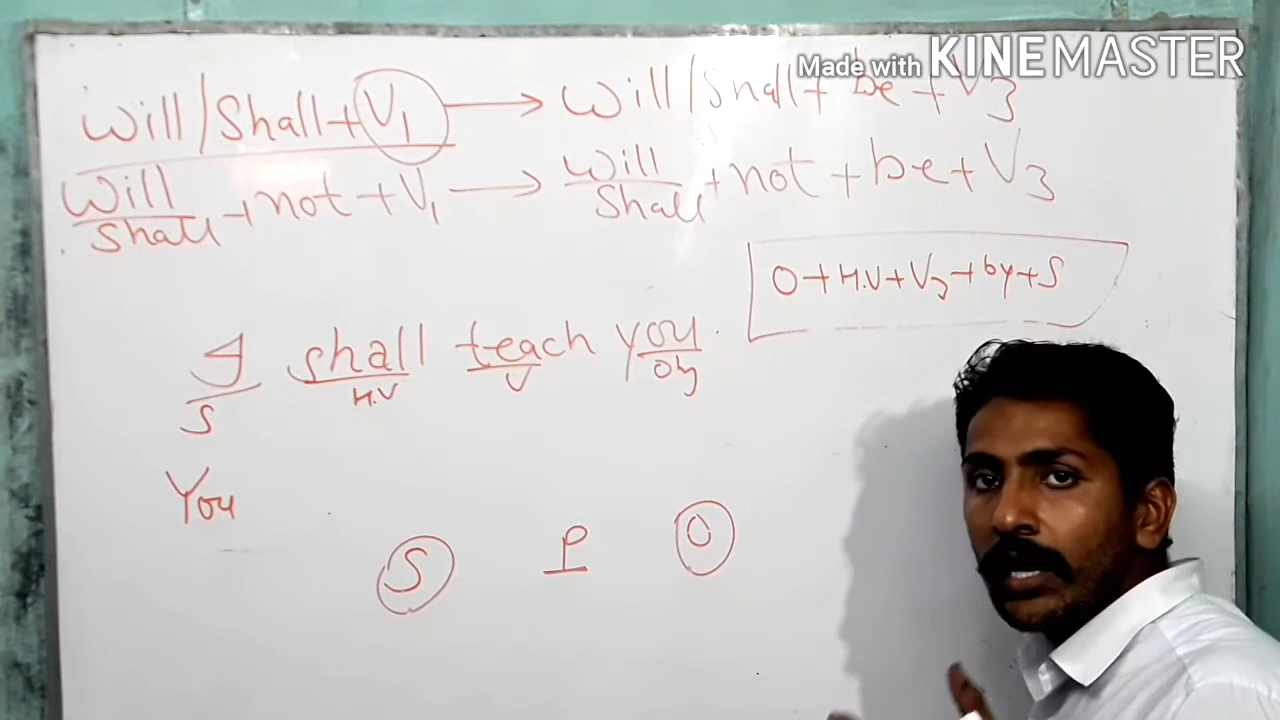 Made with KINEMASTER
Will/Shall+V1 → Will/Shall+be+V3
Will/Shall+not+V1 → Will/Shall+not+be+V3
O+H.V+V3+by+S
I shall teach you.
S H.V V Obj
You
S P O